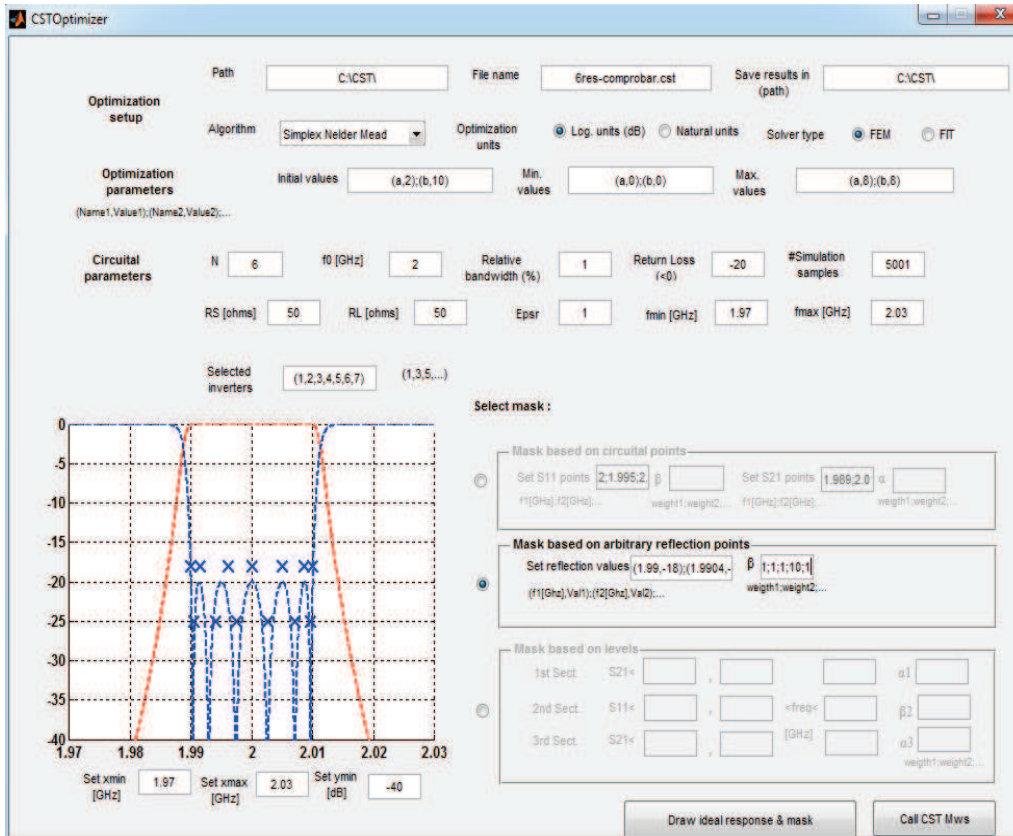 CSTOptimizer
Optimization setup
Path C:\CST\ File name 6res-comprobar.cst Save results in (path) C:\CST\
Algorithm Simplex Nelder Mead Optimization units Log. units (dB) Natural units Solver type FEM FIT
Optimization parameters
(Name1,Value1);(Name2,Value2);...
Initial values (a,2);(b,10) Min. values (a,0);(b,0) Max. values (a,8);(b,8)
Circuital parameters
N 6 f0 [GHz] 2 Relative bandwidth (%) 1 Return Loss (<0) -20 #Simulation samples 5001
RS [ohms] 50 RL [ohms] 50 Epsr 1 fmin [GHz] 1.97 fmax [GHz] 2.03
Selected inverters (1,2,3,4,5,6,7) (1,3,5,...)
0
-5
-10
-15
-20
-25
-30
-35
-40
1.97 1.98 1.99 2 2.01 2.02 2.03
Set xmin [GHz] 1.97 Set xmax [GHz] 2.03 Set ymin [dB] -40
Select mask :
Mask based on circuital points
Set S11 points 2;1.995;2. β Set S21 points 1.989;2.0 α
f1[GHz];f2[GHz];... weight1;weight2;... f1[GHz];f2[GHz];... weigth1;weight2;...
Mask based on arbitrary reflection points
Set reflection values (1.99,-18);(1.9904,- β 1;1;1;10;1
(f1[GHz],Val1);(f2[GHz],Val2);... weigth1;weight2;...
Mask based on levels
1st Sect. S21< , α1
2nd Sect. S11< , <freq< β2
3rd Sect. S21< , [GHz] α3
weigth1;weight2;...
Draw ideal response & mask Call CST Mws